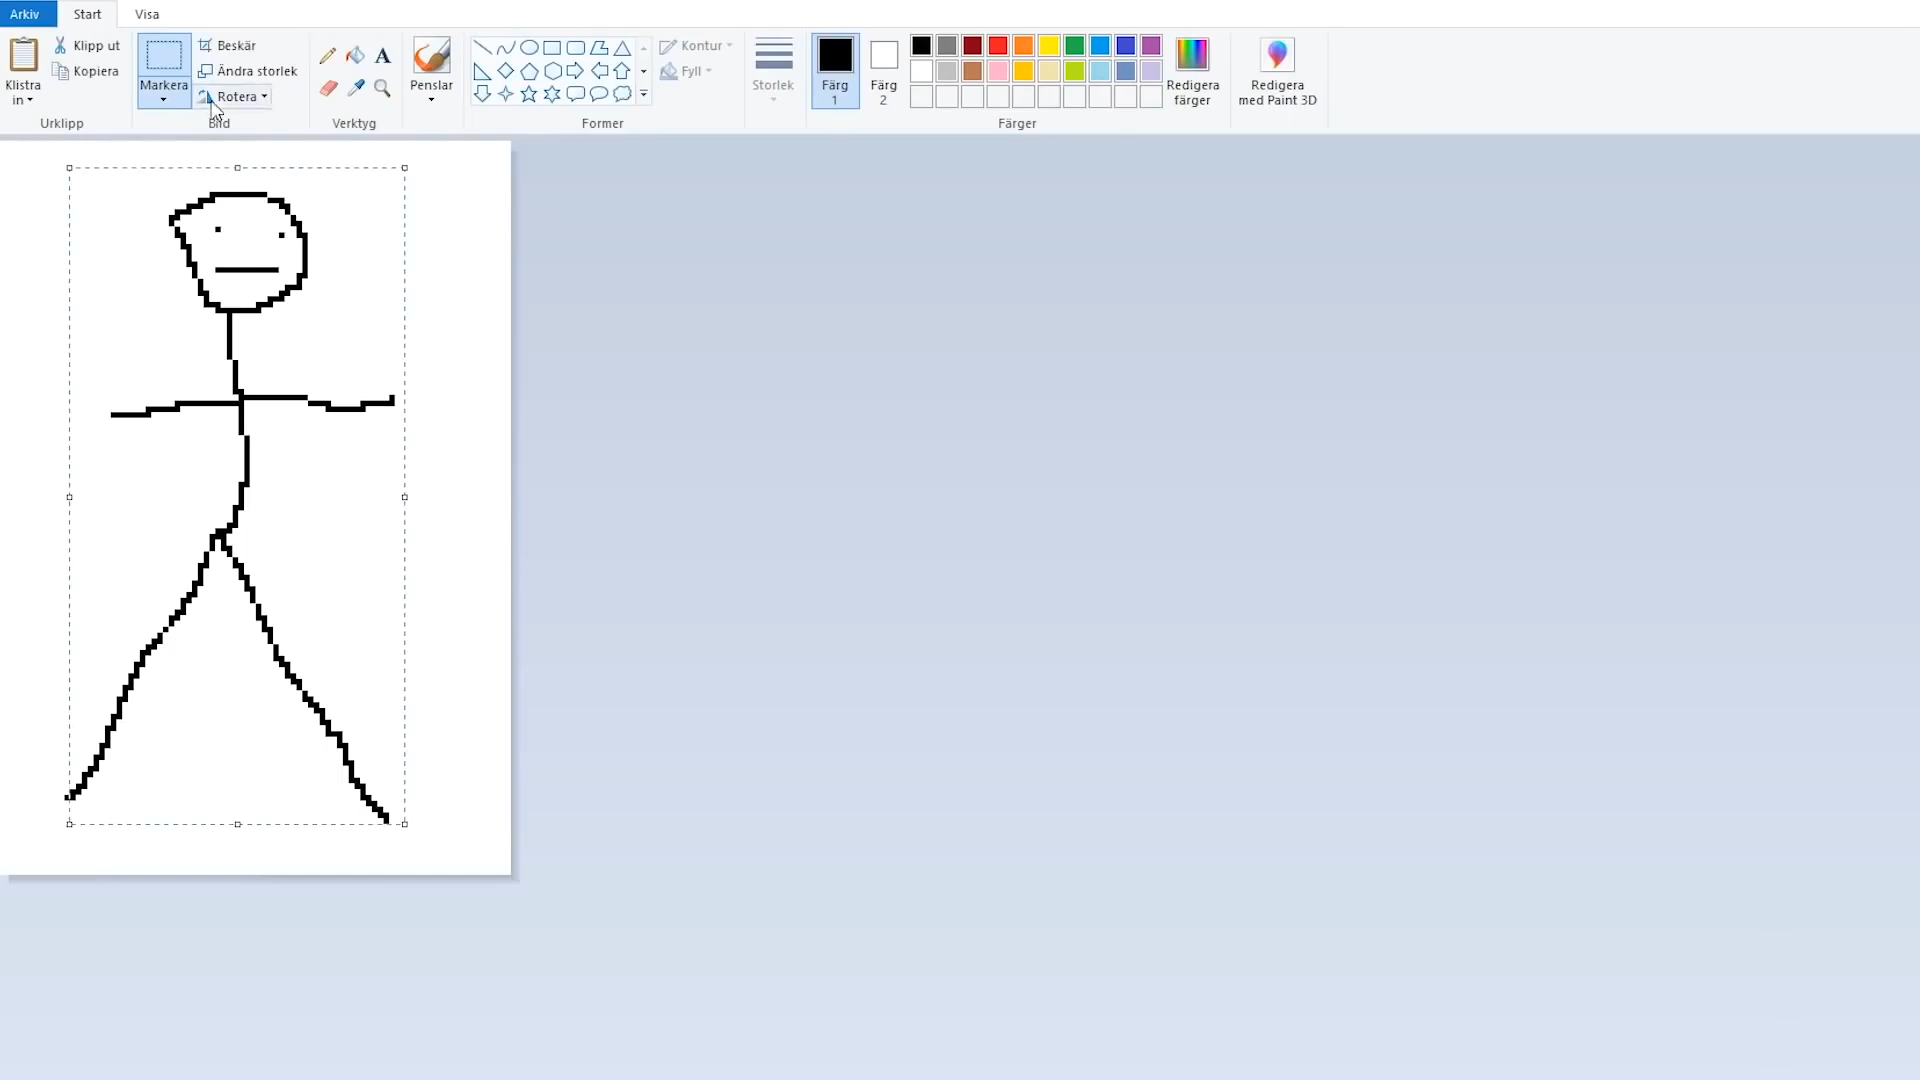 Arkiv Start Visa
Klistra in
Klipp ut
Kopiera
Urklipp
Markera
Beskär
Ändra storlek
Rotera
Bild
A
Verktyg
Penslar
Former
Kontur
Fyll
Storlek
Färg 1
Färg 2
Färger
Redigera färger
Redigera med Paint 3D